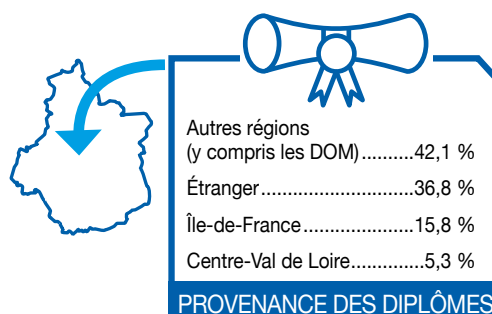 Autres régions
(y compris les DOM)..........42,1 %
Étranger.............................36,8 %
Île-de-France.....................15,8 %
Centre-Val de Loire..............5,3 %
PROVENANCE DES DIPLÔMES